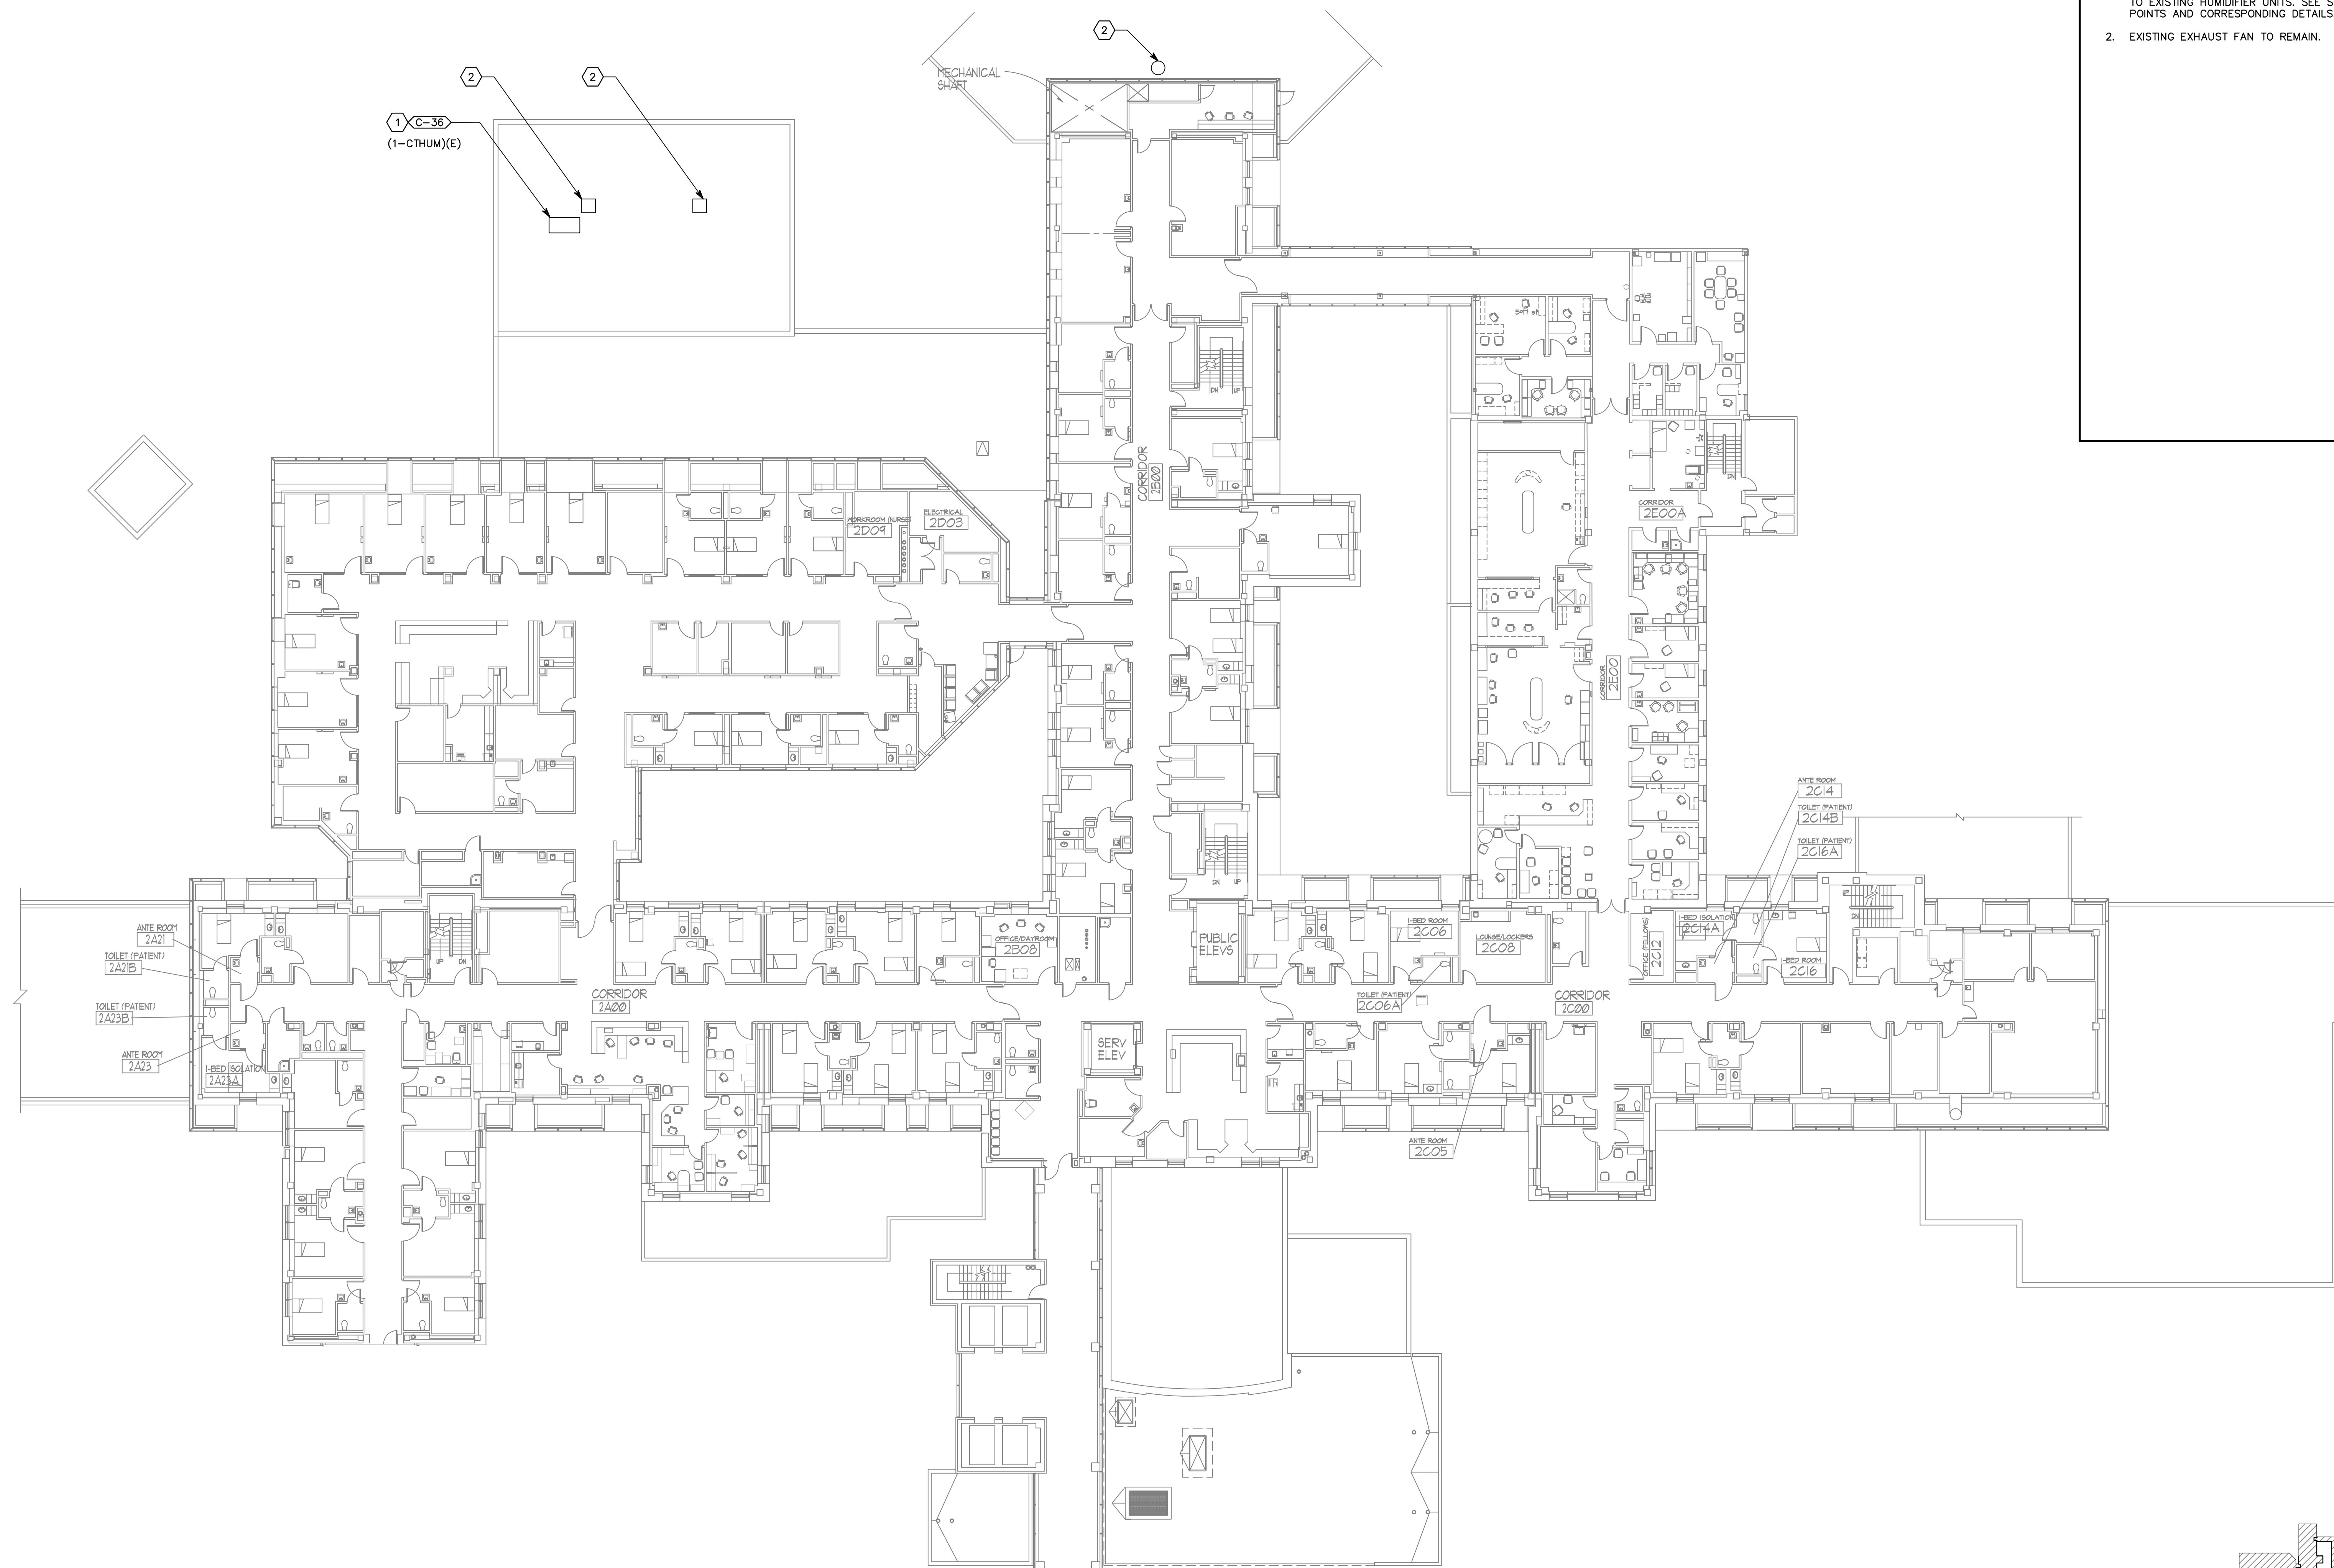 TO EXISTING HUMIDIFIER UNITS. SEE S
POINTS AND CORRESPONDING DETAILS
2. EXISTING EXHAUST FAN TO REMAIN.
2
MECHANICAL
SHAFT
2
2
1 C-36
(1-CTHUM)(E)
597
DN
UP
CORRIDOR
2B00
DN
CORRIDOR
2E00A
WORKROOM (NURSE)
2D09
ELECTRICAL
2D03
CORRIDOR
2E00
ANTE ROOM
2C14
TOILET (PATIENT)
2C14B
TOILET (PATIENT)
2C16A
DN
UP
UP
DN
ANTE ROOM
2A21
TOILET (PATIENT)
2A21B
UP
DN
OFFICE/DAYROOM
2B08
PUBLIC
ELEVS
1-BED ROOM
2C06
LOUNGE/LOCKERS
2C08
OFFICE (FELLOWS)
2C12
1-BED ISOLATION
2C14A
1-BED ROOM
2C16
CORRIDOR
2A00
TOILET (PATIENT)
2C06A
CORRIDOR
2C00
TOILET (PATIENT)
2A23B
ANTE ROOM
2A23
1-BED ISOLATION
2A23A
SERV
ELEV
ANTE ROOM
2C05